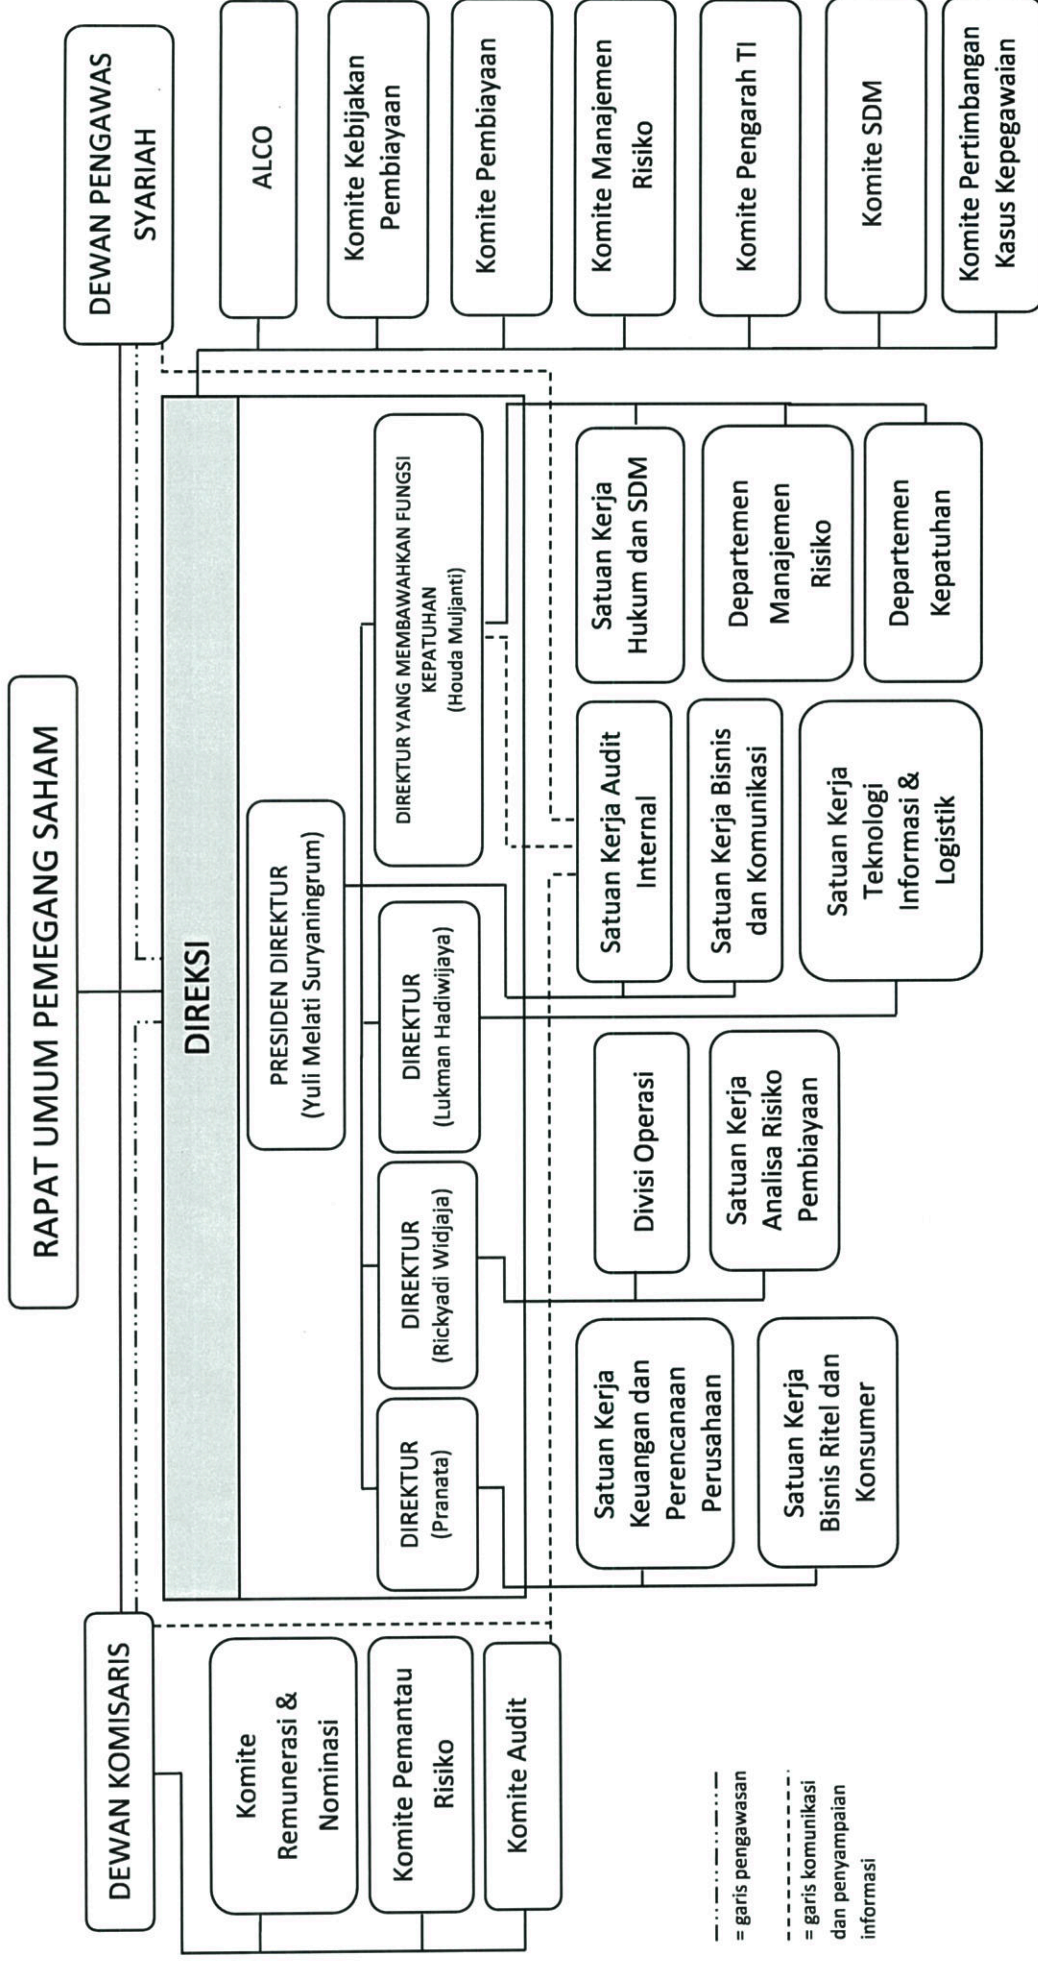 RAPAT UMUM PEMEGANG SAHAM
DEWAN KOMISARIS
DEWAN PENGAWAS
SYARIAH
DIREKSI
PRESIDEN DIREKTUR
(Yuli Melati Suryaningrum)
DIREKTUR
(Pranata)
DIREKTUR
(Rickyadi Widjaja)
DIREKTUR
(Lukman Hadiwijaya)
DIREKTUR YANG MEMBAWAHKAN FUNGSI
KEPATUHAN
(Houda Muljanti)
Komite
Remunerasi &
Nominasi
Komite Pemantau
Risiko
Komite Audit
Satuan Kerja
Keuangan dan
Perencanaan
Perusahaan
Satuan Kerja
Bisnis Ritel dan
Konsumer
Divisi Operasi
Satuan Kerja
Analisa Risiko
Pembiayaan
Satuan Kerja Audit
Internal
Satuan Kerja Bisnis
dan Komunikasi
Satuan Kerja
Teknologi
Informasi &
Logistik
Satuan Kerja
Hukum dan SDM
Departemen
Manajemen
Risiko
Departemen
Kepatuhan
ALCO
Komite Kebijakan
Pembiayaan
Komite Pembiayaan
Komite Manajemen
Risiko
Komite Pengarah TI
Komite SDM
Komite Pertimbangan
Kasus Kepegawaian
= garis pengawasan
= garis komunikasi
dan penyampaian
informasi